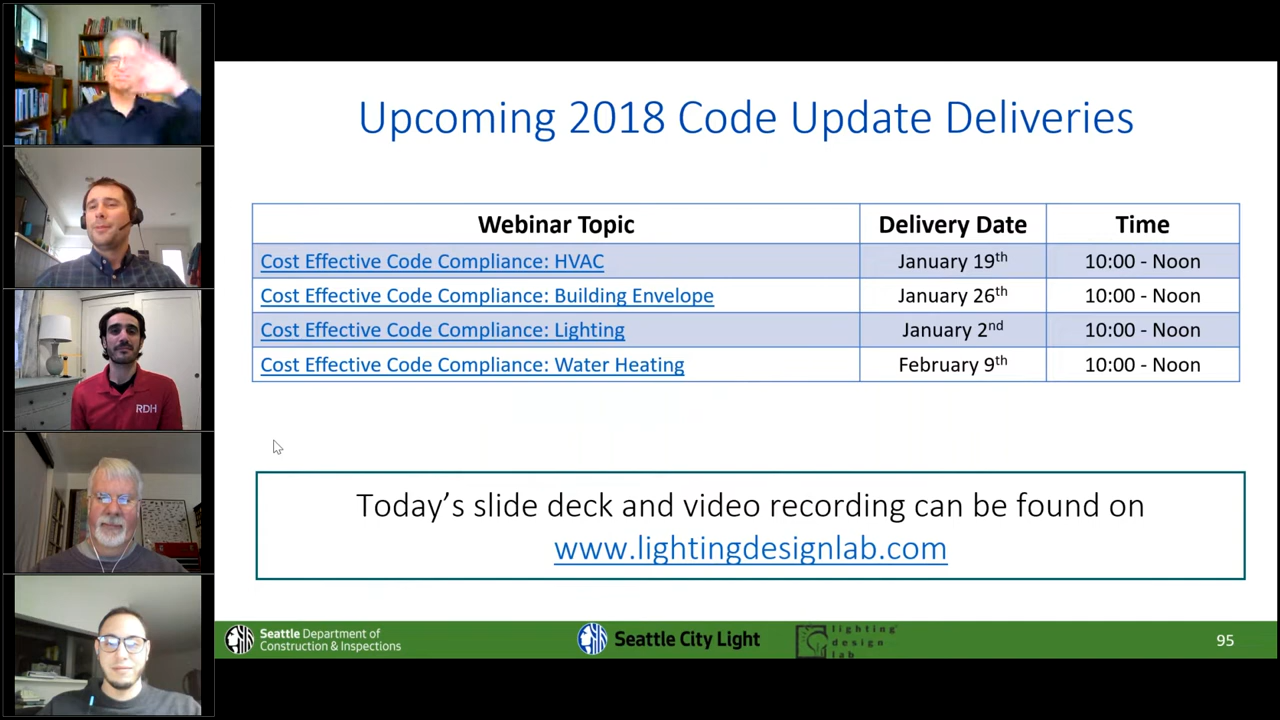 Upcoming 2018 Code Update Deliveries
Webinar Topic Delivery Date Time
Cost Effective Code Compliance: HVAC January 19th 10:00 - Noon
Cost Effective Code Compliance: Building Envelope January 26th 10:00 - Noon
Cost Effective Code Compliance: Lighting January 2nd 10:00 - Noon
Cost Effective Code Compliance: Water Heating February 9th 10:00 - Noon
RDH
Today's slide deck and video recording can be found on
www.lightingdesignlab.com
Seattle Department of
Construction & Inspections
Seattle City Light
lighting
design
lab
95